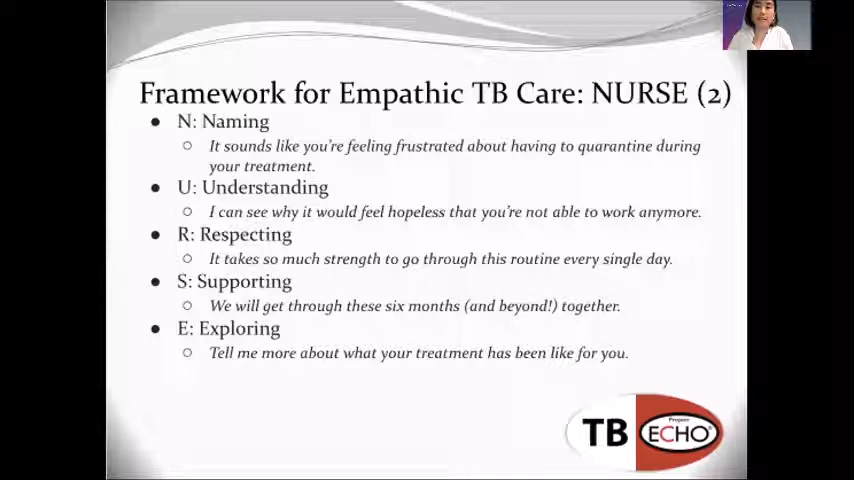 Framework for Empathic TB Care: NURSE (2)
● N: Naming
○ It sounds like you're feeling frustrated about having to quarantine during
your treatment.
● U: Understanding
○ I can see why it would feel hopeless that you're not able to work anymore.
● R: Respecting
○ It takes so much strength to go through this routine every single day.
● S: Supporting
○ We will get through these six months (and beyond!) together.
● E: Exploring
○ Tell me more about what your treatment has been like for you.
Project
TB ECHO®